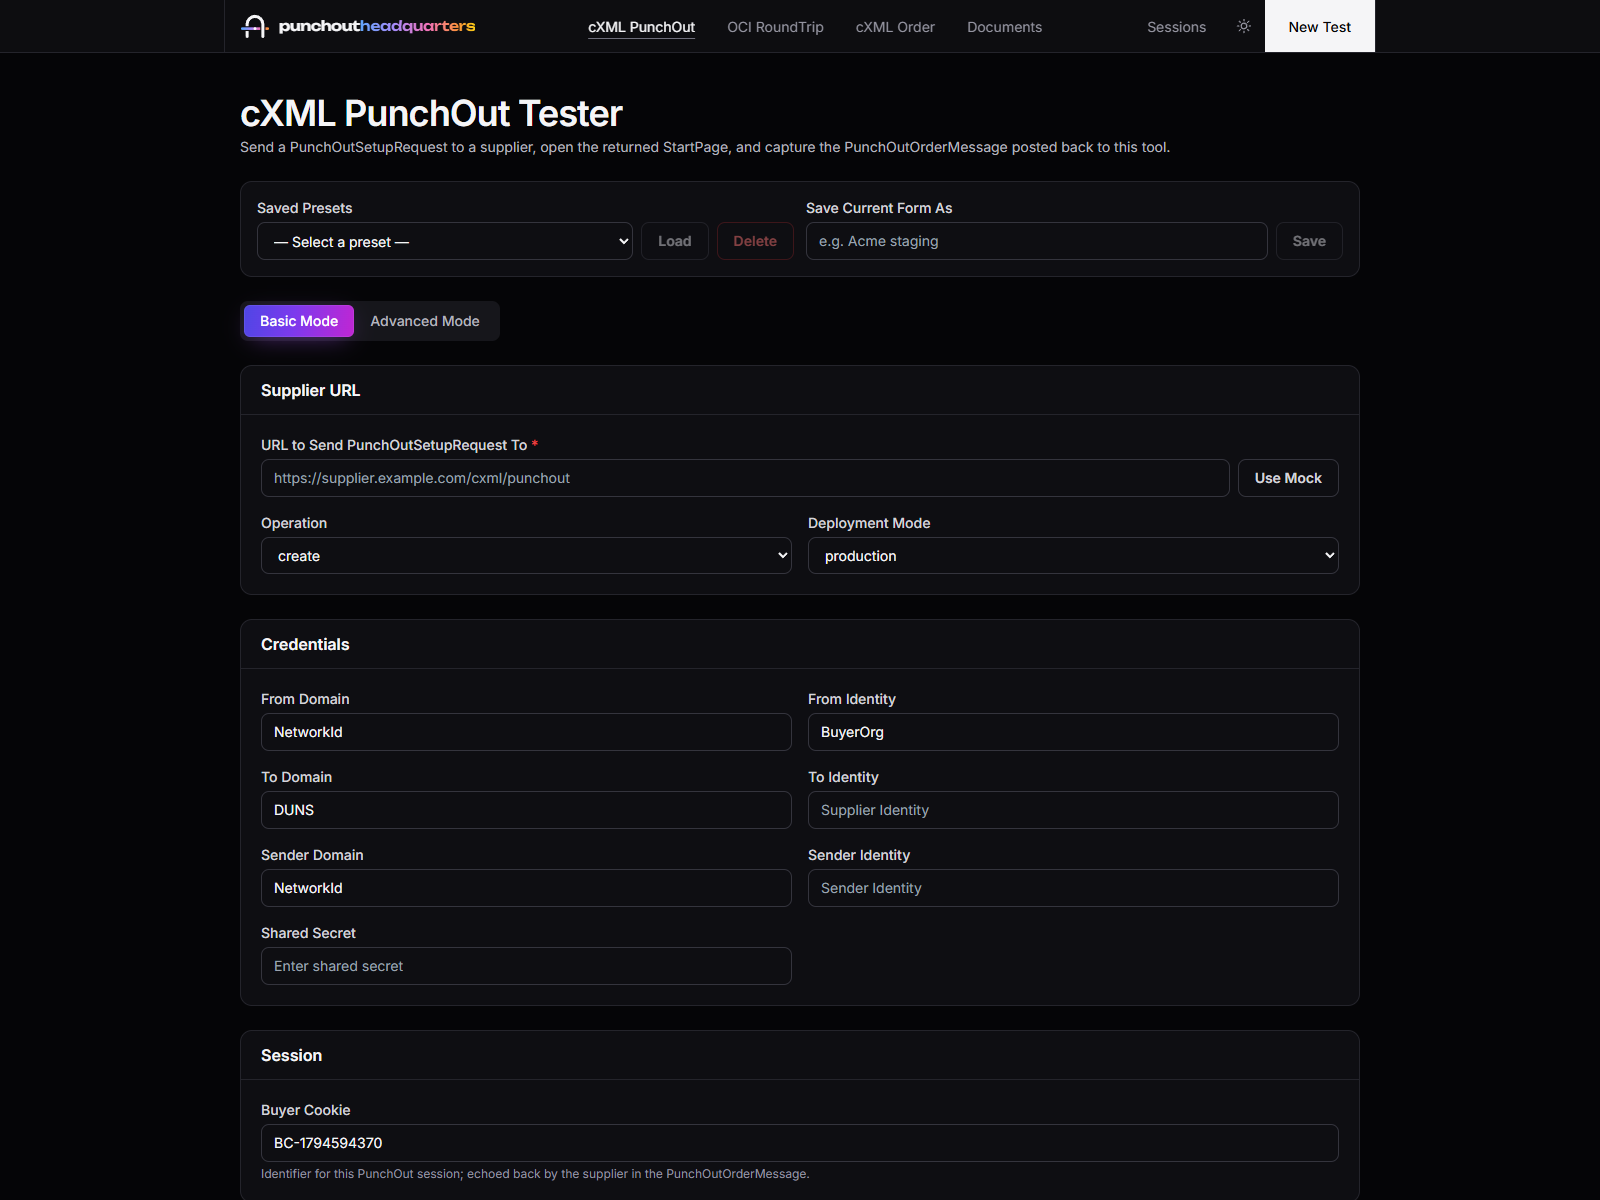 punchoutheadquarters
cXML PunchOut
OCI RoundTrip
cXML Order
Documents
Sessions
New Test
cXML PunchOut Tester
Send a PunchOutSetupRequest to a supplier, open the returned StartPage, and capture the PunchOutOrderMessage posted back to this tool.
Saved Presets
Save Current Form As
— Select a preset —
Load
Delete
e.g. Acme staging
Save
Basic Mode
Advanced Mode
Supplier URL
URL to Send PunchOutSetupRequest To *
https://supplier.example.com/cxml/punchout
Use Mock
Operation
Deployment Mode
create
production
Credentials
From Domain
From Identity
NetworkId
BuyerOrg
To Domain
To Identity
DUNS
Supplier Identity
Sender Domain
Sender Identity
NetworkId
Sender Identity
Shared Secret
Enter shared secret
Session
Buyer Cookie
BC-1794594370
Identifier for this PunchOut session; echoed back by the supplier in the PunchOutOrderMessage.